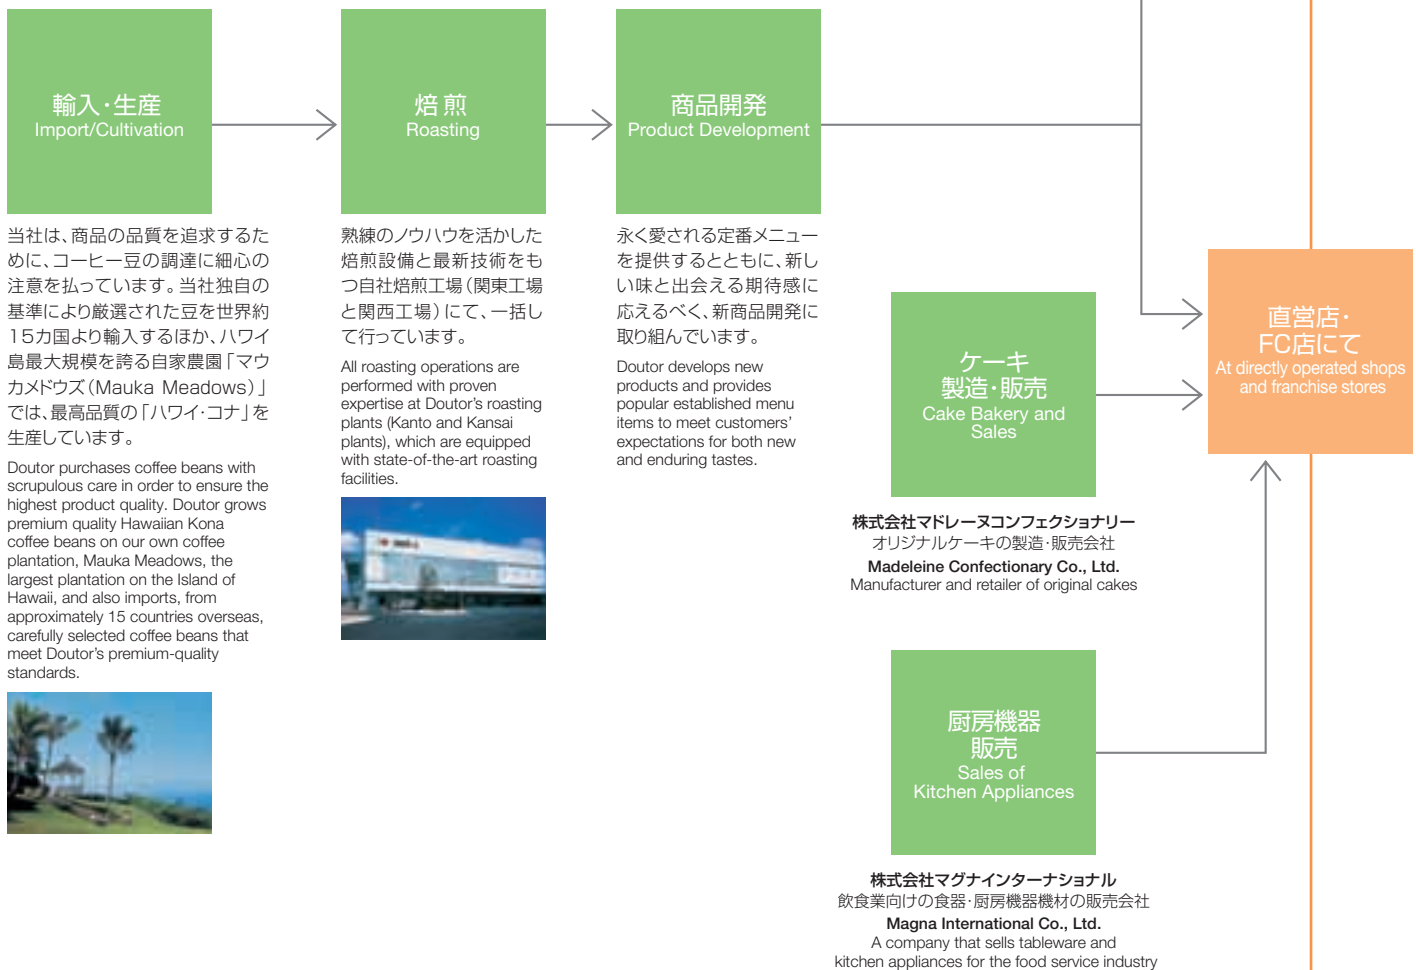 輸入・生産
Import/Cultivation
当社は、商品の品質を追求するた
めに、コーヒー豆の調達に細心の
注意を払っています。当社独自の
基準により厳選された豆を世界約
15カ国より輸入するほか、ハワイ
島最大規模を誇る自家農園「マウ
カメドウズ（Mauka Meadows）」
では、最高品質の「ハワイ・コナ」を
生産しています。
Doutor purchases coffee beans with
scrupulous care in order to ensure the
highest product quality. Doutor grows
premium quality Hawaiian Kona
coffee beans on our own coffee
plantation, Mauka Meadows, the
largest plantation on the Island of
Hawaii, and also imports, from
approximately 15 countries overseas,
carefully selected coffee beans that
meet Doutor's premium-quality
standards.
焙煎
Roasting
熟練のノウハウを活かした
焙煎設備と最新技術をも
つ自社焙煎工場（関東工場
と関西工場）にて、一括し
て行っています。
All roasting operations are
performed with proven
expertise at Doutor's roasting
plants (Kanto and Kansai
plants), which are equipped
with state-of-the-art roasting
facilities.
商品開発
Product Development
永く愛される定番メニュー
を提供するとともに、新し
い味と出会える期待感に
応えるべく、新商品開発に
取り組んでいます。
Doutor develops new
products and provides
popular established menu
items to meet customers'
expectations for both new
and enduring tastes.
ケーキ
製造・販売
Cake Bakery and
Sales
株式会社マドレーヌコンフェクショナリー
オリジナルケーキの製造・販売会社
Madeleine Confectionary Co., Ltd.
Manufacturer and retailer of original cakes
厨房機器
販売
Sales of
Kitchen Appliances
株式会社マグナインターナショナル
飲食業向けの食器・厨房機器機材の販売会社
Magna International Co., Ltd.
A company that sells tableware and
kitchen appliances for the food service industry
直営店・
FC店にて
At directly operated shops
and franchise stores